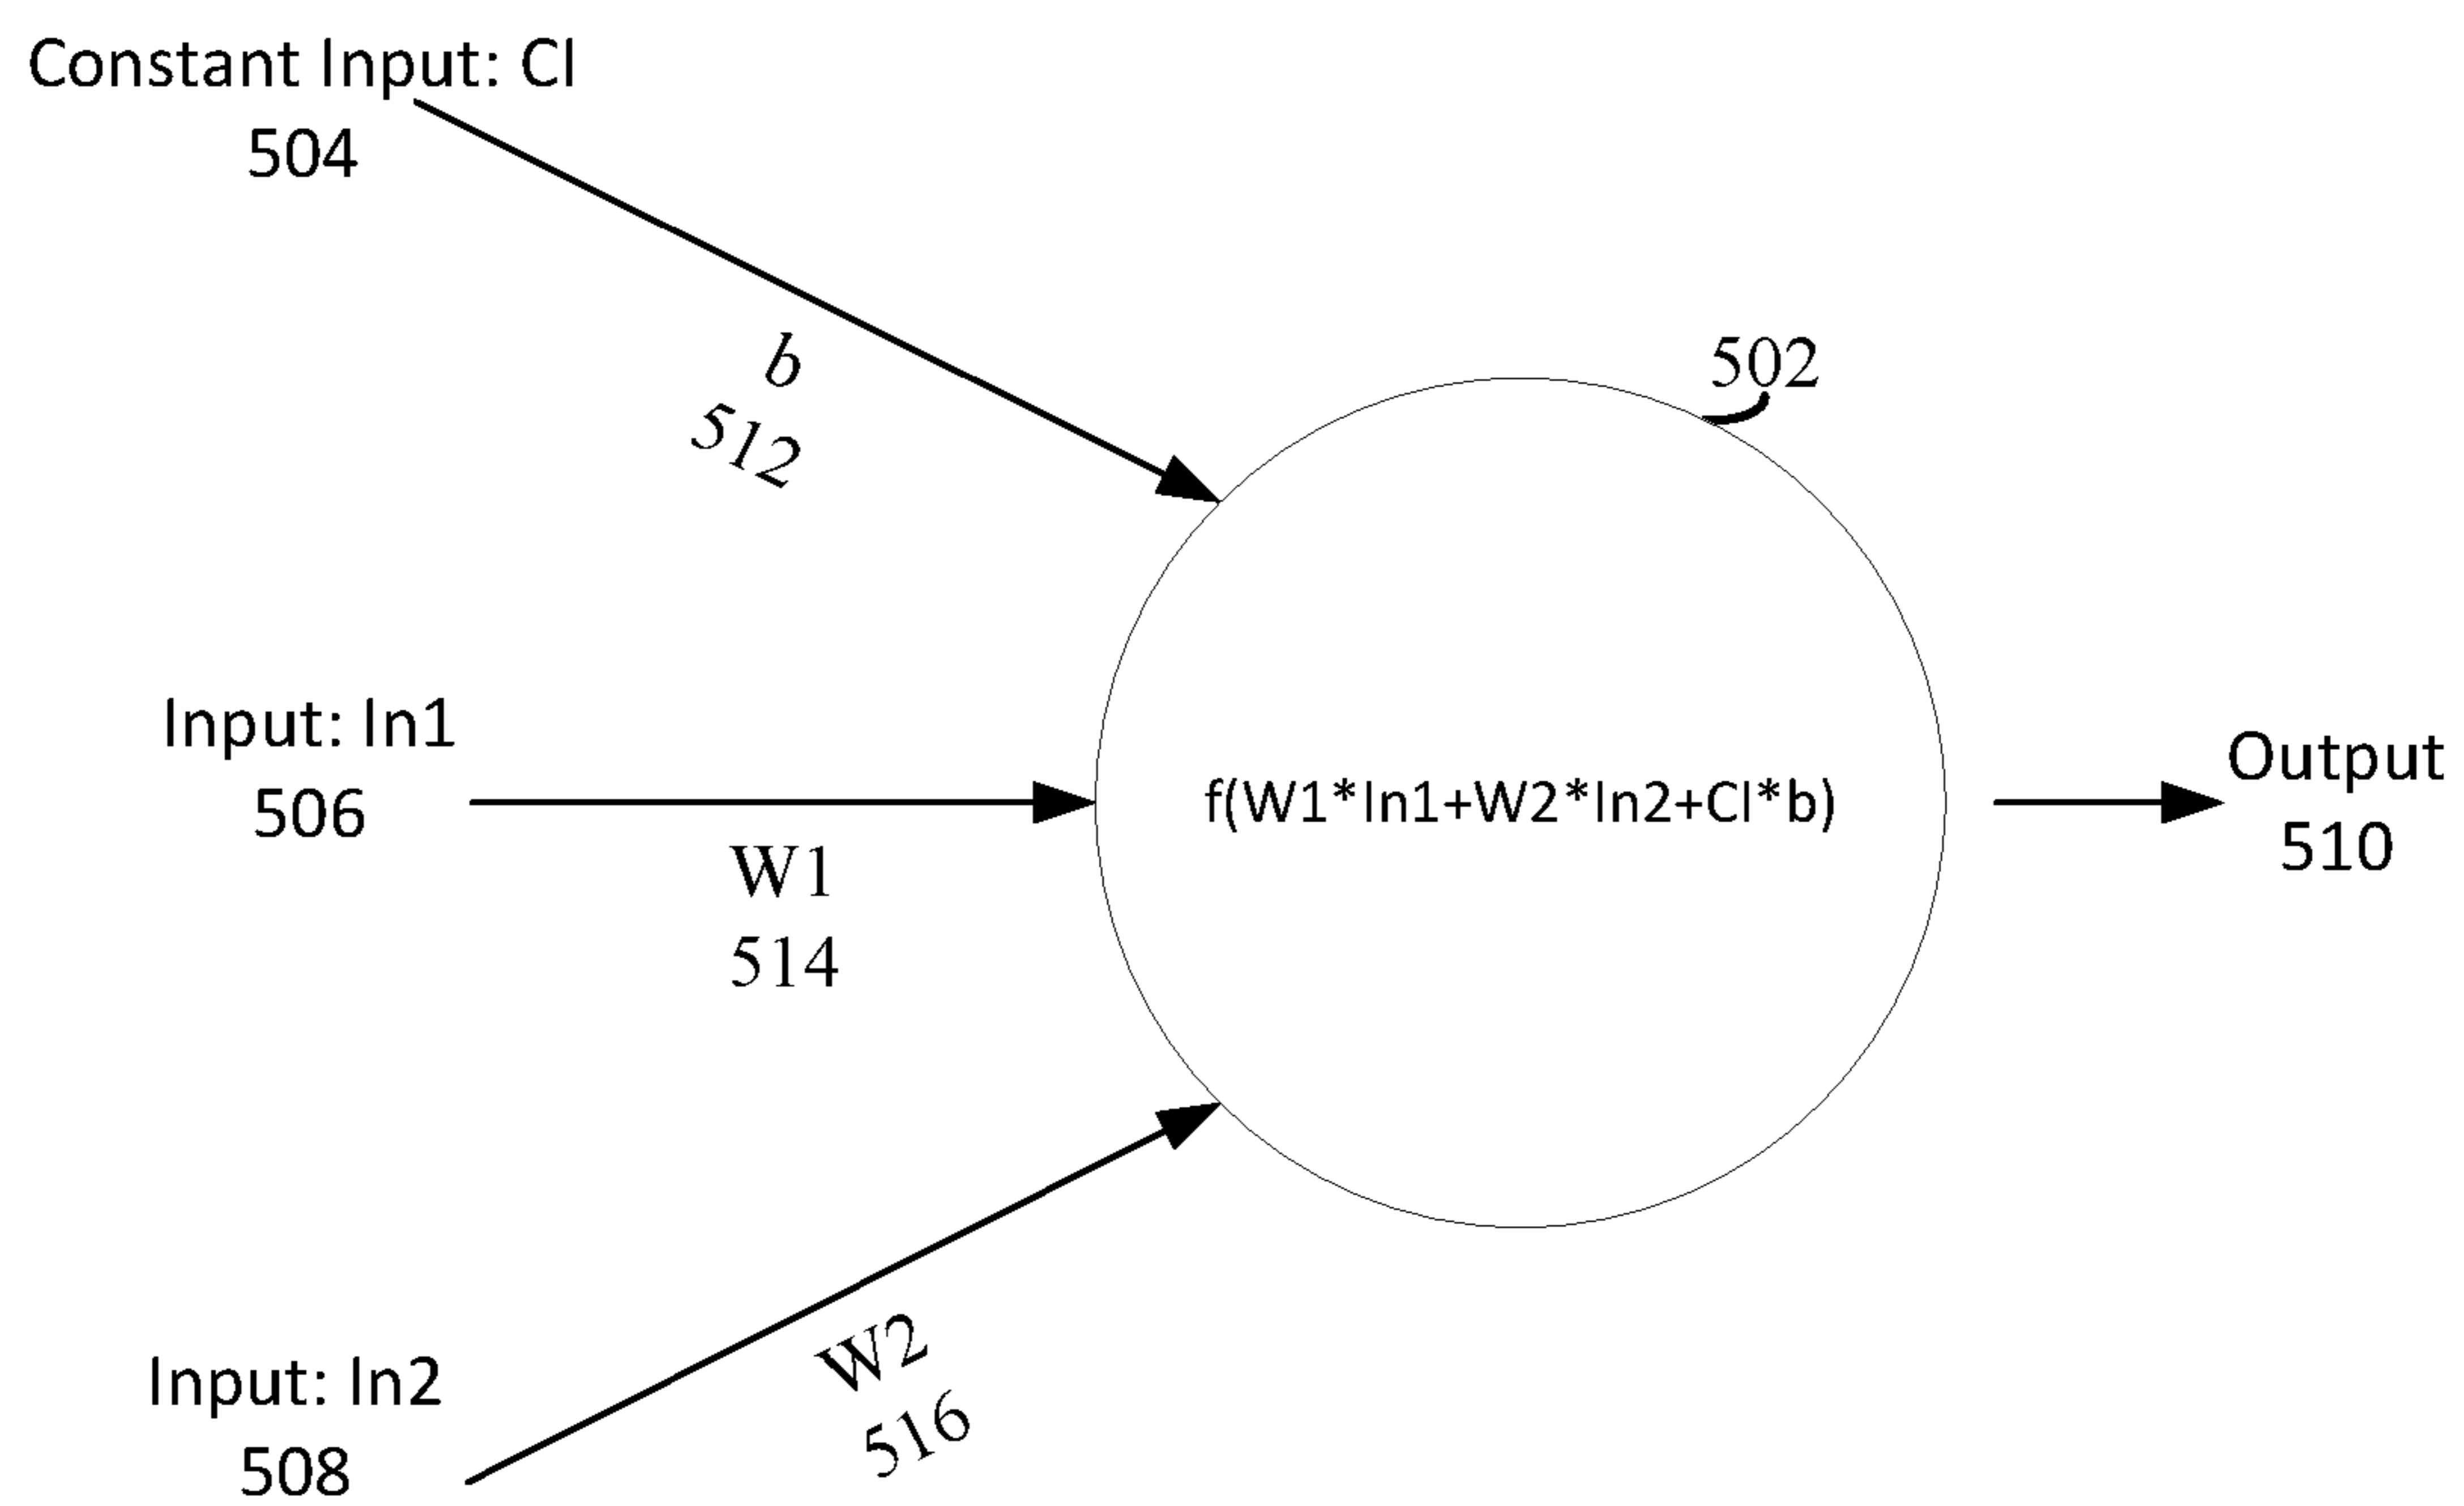 Constant Input: CI
504
b
512
502
Input: In1
506
W1
514
f(W1*In1+W2*In2+CI*b)
Output
510
W2
516
Input: In2
508